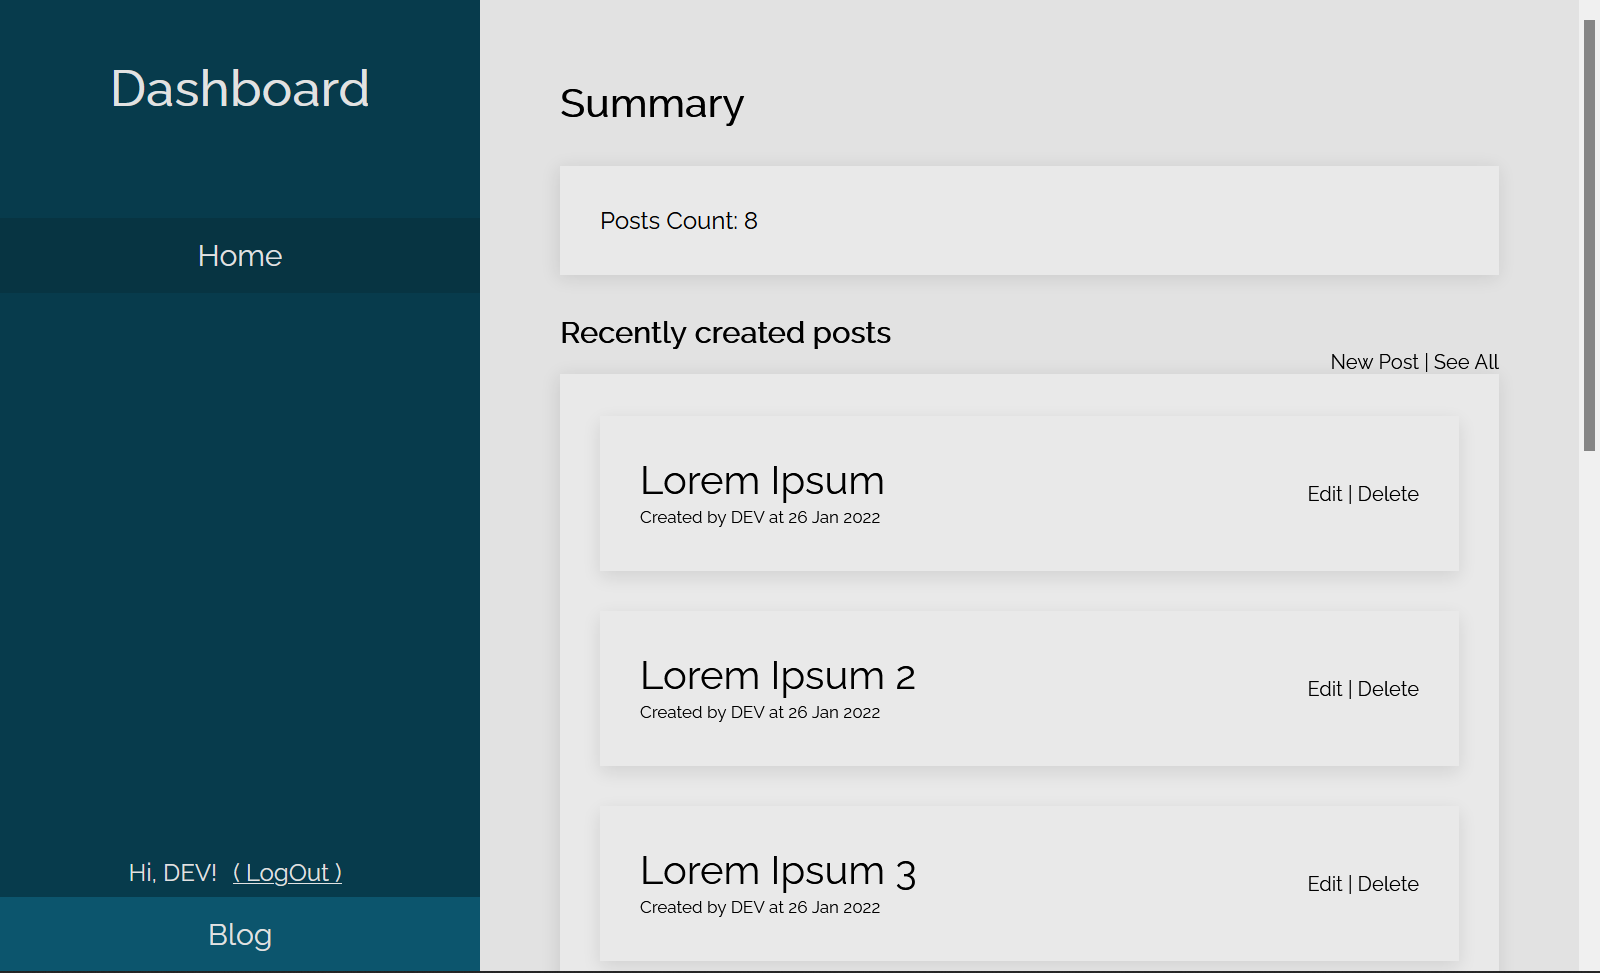 Dashboard
Home
Hi, DEV! ( LogOut )
Blog
Summary
Posts Count: 8
Recently created posts
New Post | See All
Lorem Ipsum
Created by DEV at 26 Jan 2022
Edit | Delete
Lorem Ipsum 2
Created by DEV at 26 Jan 2022
Edit | Delete
Lorem Ipsum 3
Created by DEV at 26 Jan 2022
Edit | Delete